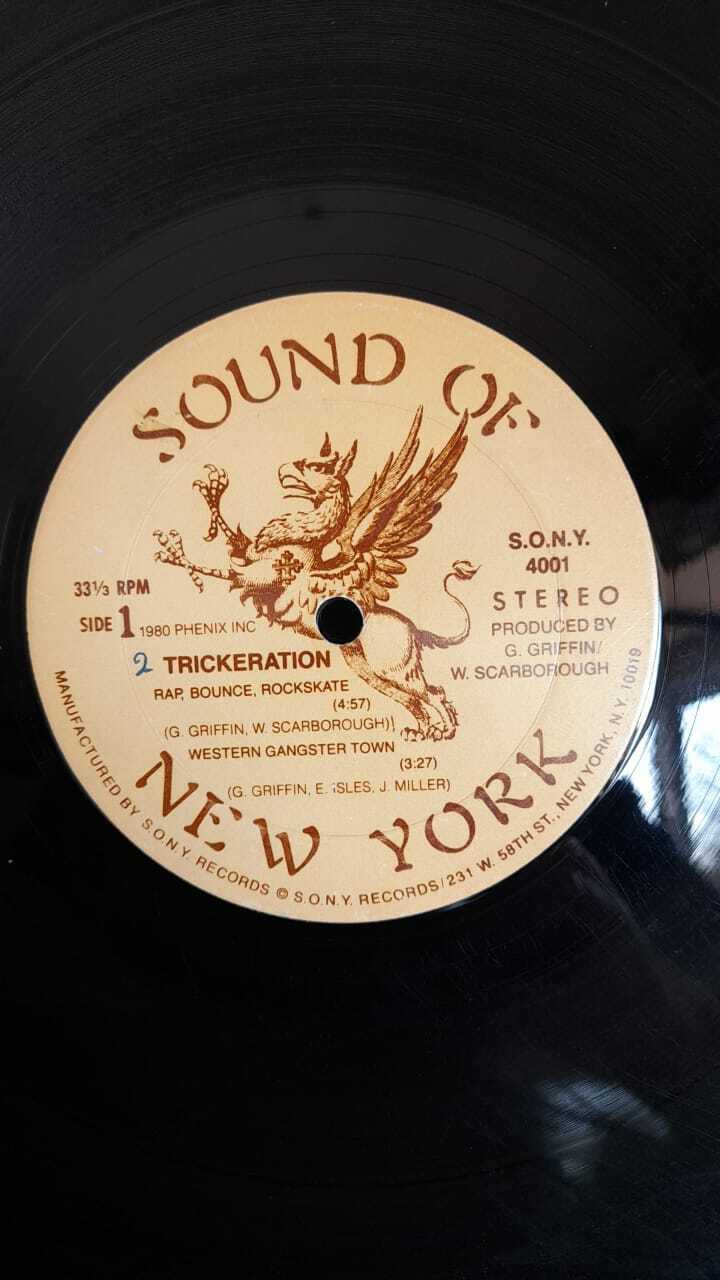 SOUND OF
S.O.N.Y.
4001
STEREO
PRODUCED BY
G. GRIFFIN/
W. SCARBOROUGH
33⅓ RPM
SIDE 1
1980 PHENIX INC
2 TRICKERATION
RAP, BOUNCE, ROCKSKATE
(4:57)
(G. GRIFFIN, W. SCARBOROUGH)
WESTERN GANGSTER TOWN
(3:27)
(G. GRIFFIN, E. ISLES, J. MILLER)
NEW YORK
MANUFACTURED BY S.O.N.Y. RECORDS © S.O.N.Y. RECORDS/231 W. 58TH ST., NEW YORK, N.Y. 10019